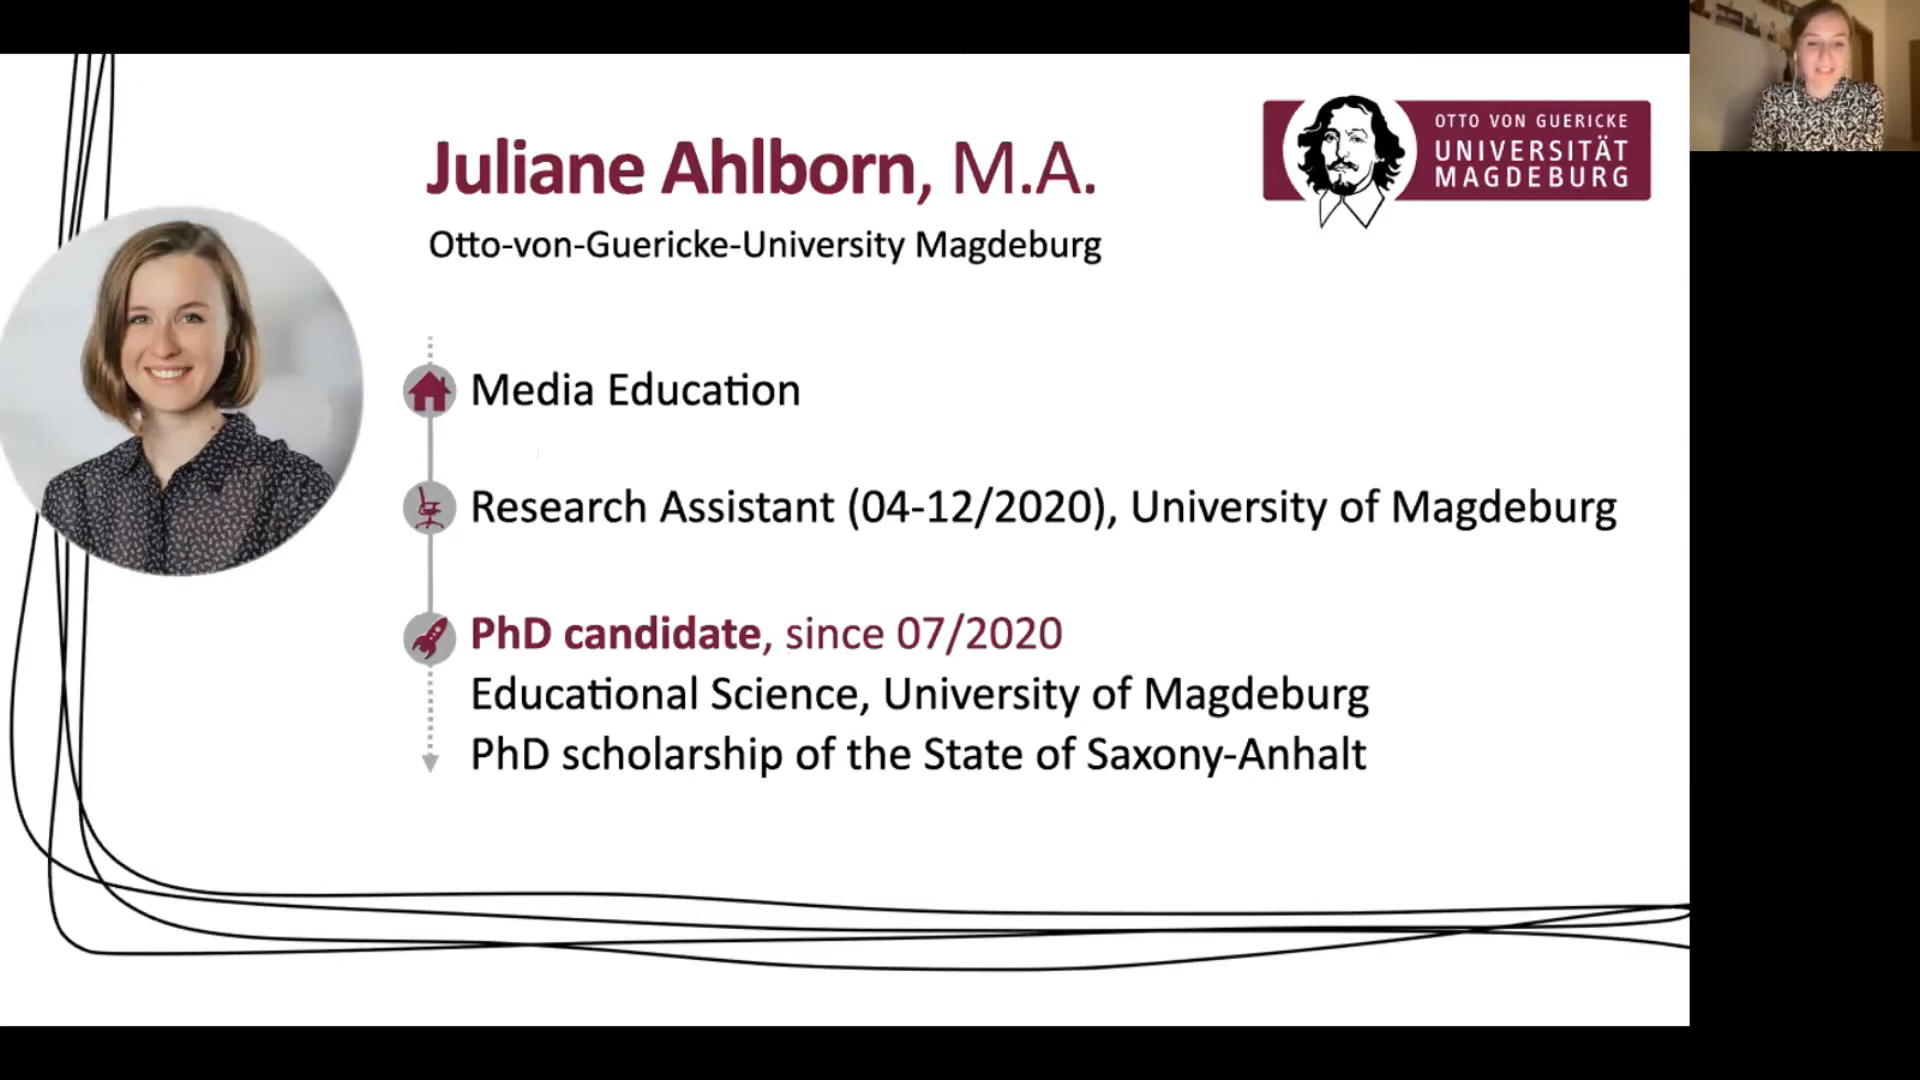 Juliane Ahlborn, M.A.
Otto-von-Guericke-University Magdeburg
OTTO VON GUERICKE
UNIVERSITÄT
MAGDEBURG
Media Education
Research Assistant (04-12/2020), University of Magdeburg
PhD candidate, since 07/2020
Educational Science, University of Magdeburg
PhD scholarship of the State of Saxony-Anhalt